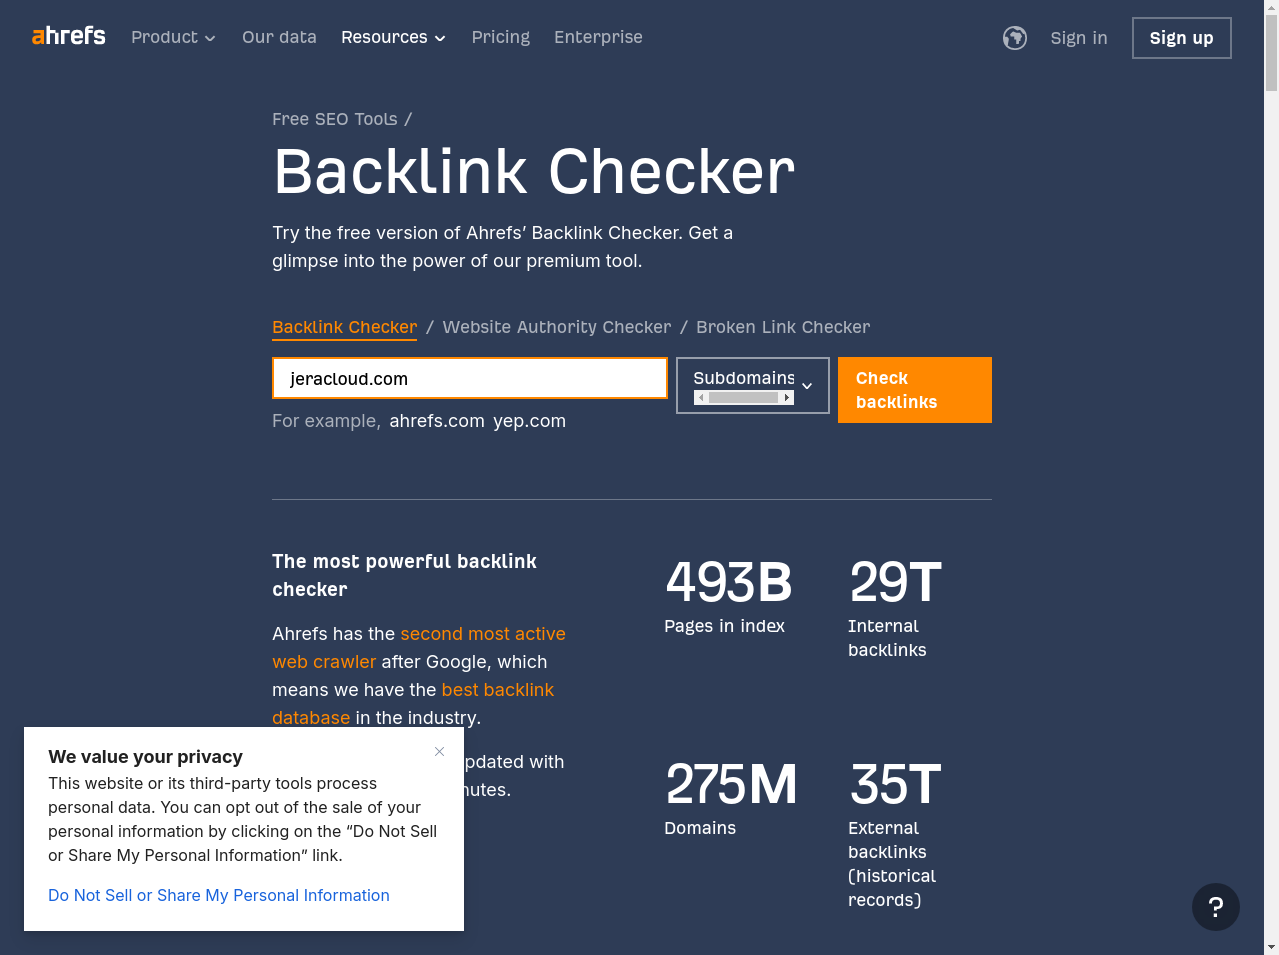 ahrefs Product Our data Resources Pricing Enterprise Sign in Sign up
Free SEO Tools /
Backlink Checker
Try the free version of Ahrefs’ Backlink Checker. Get a
glimpse into the power of our premium tool.
Backlink Checker / Website Authority Checker / Broken Link Checker
jeracloud.com
Subdomains
Check
backlinks
For example, ahrefs.com yep.com
The most powerful backlink
checker
Ahrefs has the second most active
web crawler after Google, which
means we have the best backlink
database in the industry.
pdated with
nutes.
493B
Pages in index
29T
Internal
backlinks
275M
Domains
35T
External
backlinks
(historical
records)
We value your privacy
This website or its third-party tools process
personal data. You can opt out of the sale of your
personal information by clicking on the “Do Not Sell
or Share My Personal Information” link.
Do Not Sell or Share My Personal Information
?